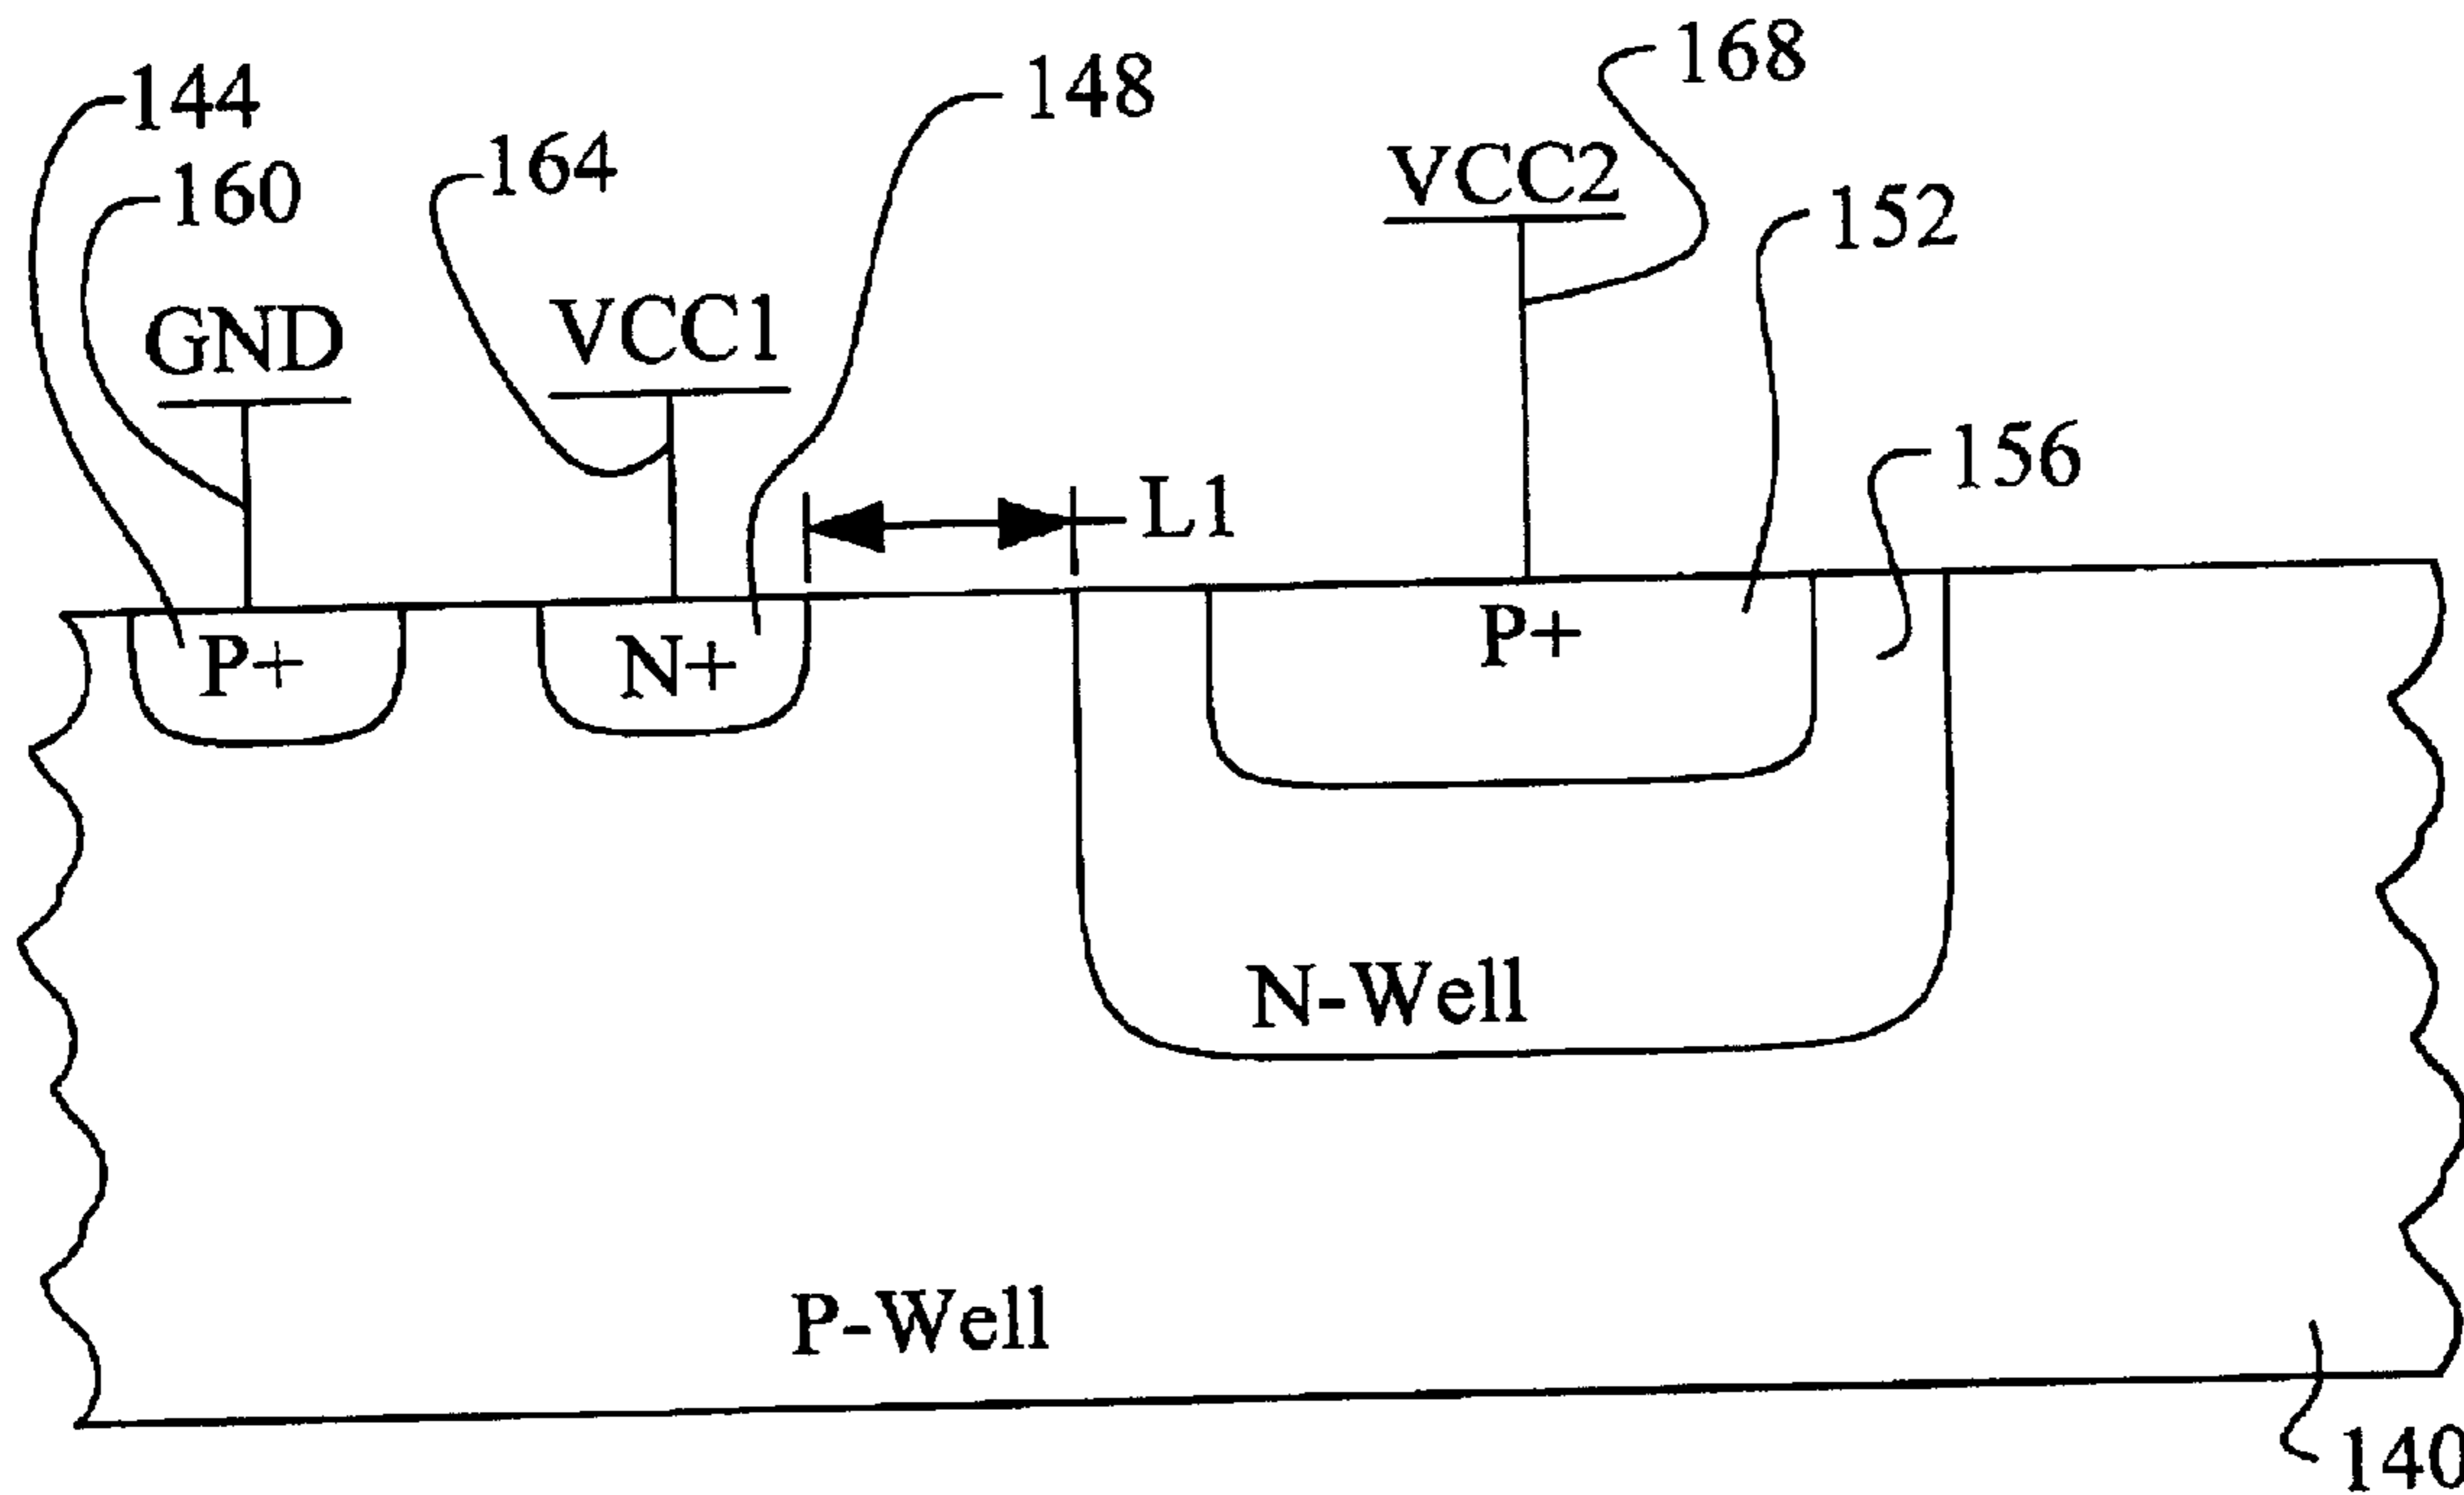 168
148
144
164
VCC2
160
152
VCC1
GND
156
L1
P+
N+
P+
N-Well
P-Well
140